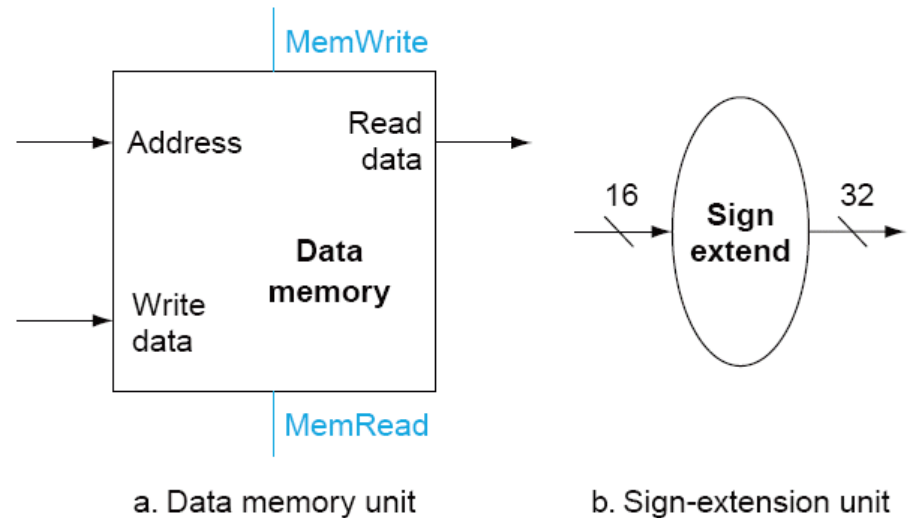 MemWrite
Address
Read
data
Data
memory
Write
data
MemRead
16
Sign
extend
32
a. Data memory unit
b. Sign-extension unit